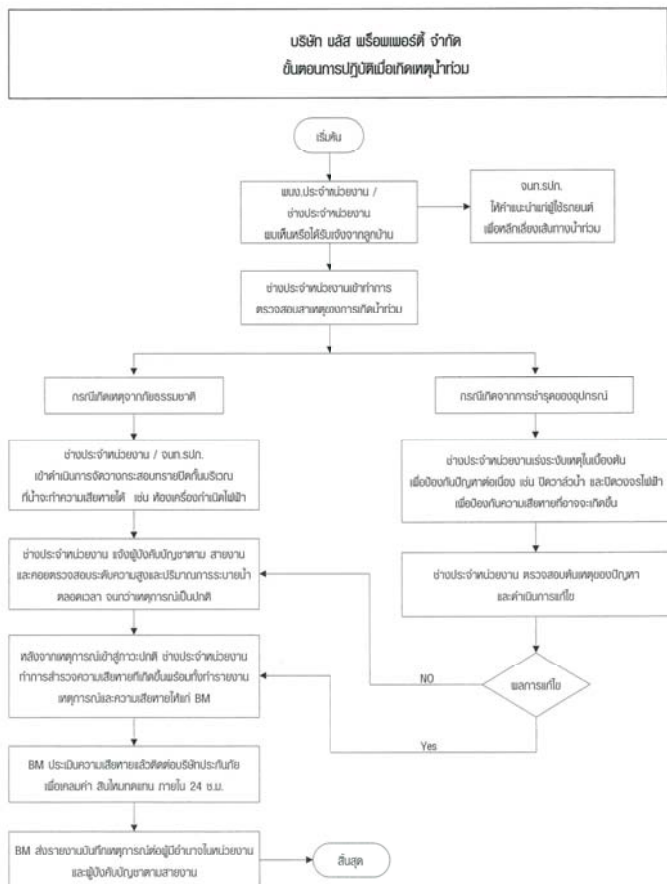 บริษัท พลัส พร็อพเพอร์ตี้ จำกัด
ขั้นตอนการปฏิบัติเมื่อเกิดเหตุน้ำท่วม
เริ่มต้น
พนง.ประจำหน่วยงาน /
ช่างประจำหน่วยงาน
พบเห็นหรือได้รับแจ้งจากลูกบ้าน
จนท.รปภ.
ให้คำแนะนำแก่ผู้ใช้รถยนต์
เพื่อหลีกเลี่ยงเส้นทางน้ำท่วม
ช่างประจำหน่วยงานเข้าทำการ
ตรวจสอบสาเหตุของการเกิดน้ำท่วม
กรณีเกิดเหตุจากภัยธรรมชาติ
กรณีเกิดจากการชำรุดของอุปกรณ์
ช่างประจำหน่วยงาน / จนท.รปภ.
เข้าดำเนินการจัดวางกระสอบทรายปิดกั้นบริเวณ
ที่น้ำจะทำความเสียหายได้ เช่น ห้องเครื่องกำเนิดไฟฟ้า
ช่างประจำหน่วยงานเร่งระงับเหตุในเบื้องต้น
เพื่อป้องกันปัญหาต่อเนื่อง เช่น ปิดวาล์วน้ำ และปิดวงจรไฟฟ้า
เพื่อป้องกันความเสียหายที่อาจจะเกิดขึ้น
ช่างประจำหน่วยงาน แจ้งผู้บังคับบัญชาตาม สายงาน
และคอยตรวจสอบระดับความสูงและปริมาณการระบายน้ำ
ตลอดเวลา จนกว่าเหตุการณ์เป็นปกติ
ช่างประจำหน่วยงาน ตรวจสอบต้นเหตุของปัญหา
และดำเนินการแก้ไข
หลังจากเหตุการณ์เข้าสู่ภาวะปกติ ช่างประจำหน่วยงาน
ทำการสำรวจความเสียหายที่เกิดขึ้นพร้อมทั้งทำรายงาน
เหตุการณ์และความเสียหายให้แก่ BM
NO
ผลการแก้ไข
Yes
BM ประเมินความเสียหายแล้วติดต่อบริษัทประกันภัย
เพื่อเคลมค่า สินไหมทดแทน ภายใน 24 ช.ม.
BM ส่งรายงานบันทึกเหตุการณ์ต่อผู้มีอำนาจในหน่วยงาน
และผู้บังคับบัญชาตามสายงาน
สิ้นสุด